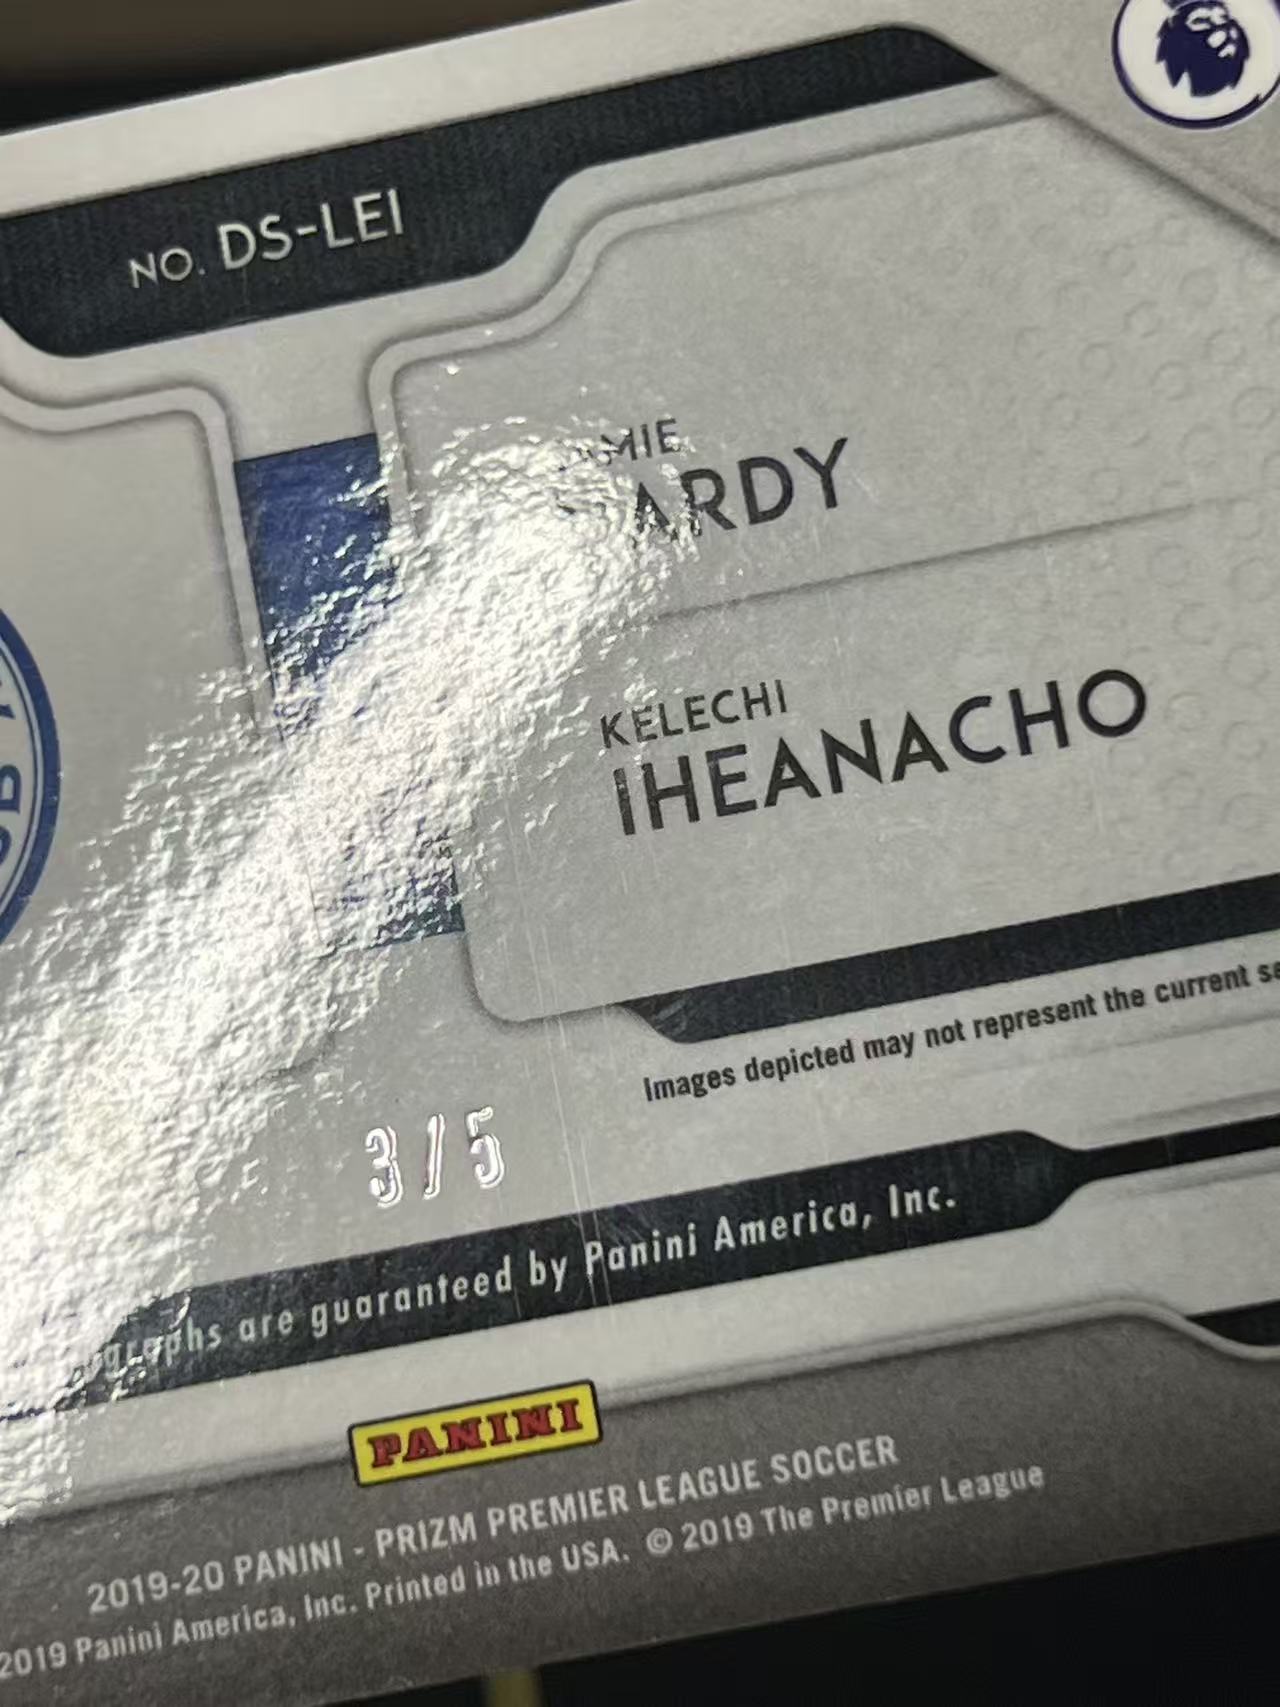 NO. DS-LEI
VARDY
KELECHI
IHEANACHO
Images depicted may not represent the current
3/5
are guaranteed by Panini America, Inc.
PANINI
2019-20 PANINI - PRIZM PREMIER LEAGUE SOCCER
2019 Panini America, Inc. Printed in the USA. © 2019 The Premier League